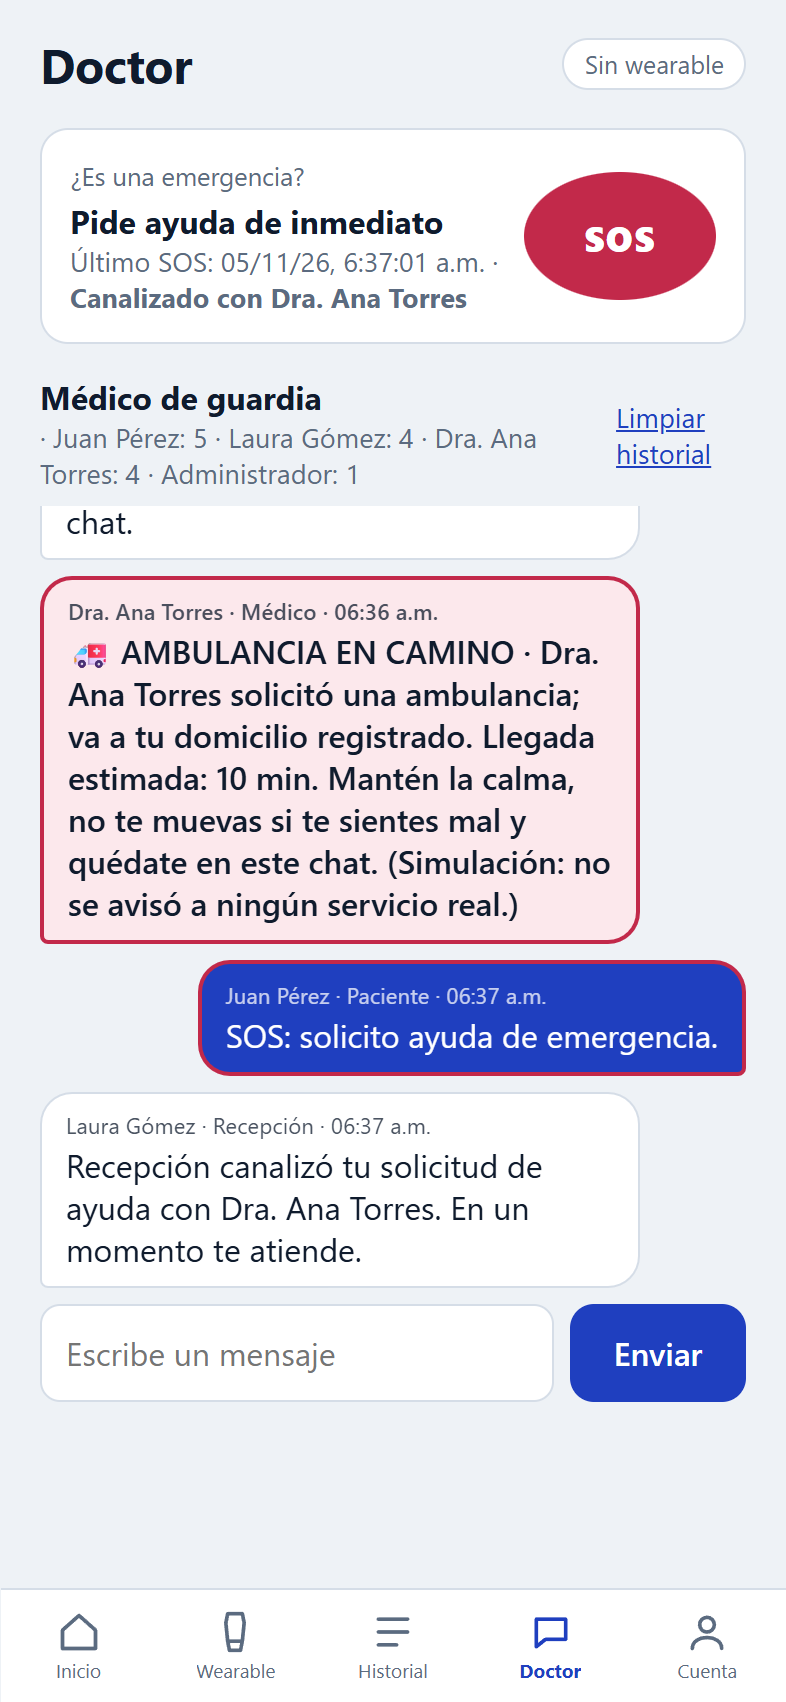 Doctor
Sin wearable
¿Es una emergencia?
Pide ayuda de inmediato
Último SOS: 05/11/26, 6:37:01 a.m. ·
Canalizado con Dra. Ana Torres
SOS
Médico de guardia
· Juan Pérez: 5 · Laura Gómez: 4 · Dra. Ana
Torres: 4 · Administrador: 1
Limpiar
historial
chat.
Dra. Ana Torres · Médico · 06:36 a.m.
🚑 AMBULANCIA EN CAMINO · Dra.
Ana Torres solicitó una ambulancia;
va a tu domicilio registrado. Llegada
estimada: 10 min. Mantén la calma,
no te muevas si te sientes mal y
quédate en este chat. (Simulación: no
se avisó a ningún servicio real.)
Juan Pérez · Paciente · 06:37 a.m.
SOS: solicito ayuda de emergencia.
Laura Gómez · Recepción · 06:37 a.m.
Recepción canalizó tu solicitud de
ayuda con Dra. Ana Torres. En un
momento te atiende.
Escribe un mensaje
Enviar
Inicio
Wearable
Historial
Doctor
Cuenta